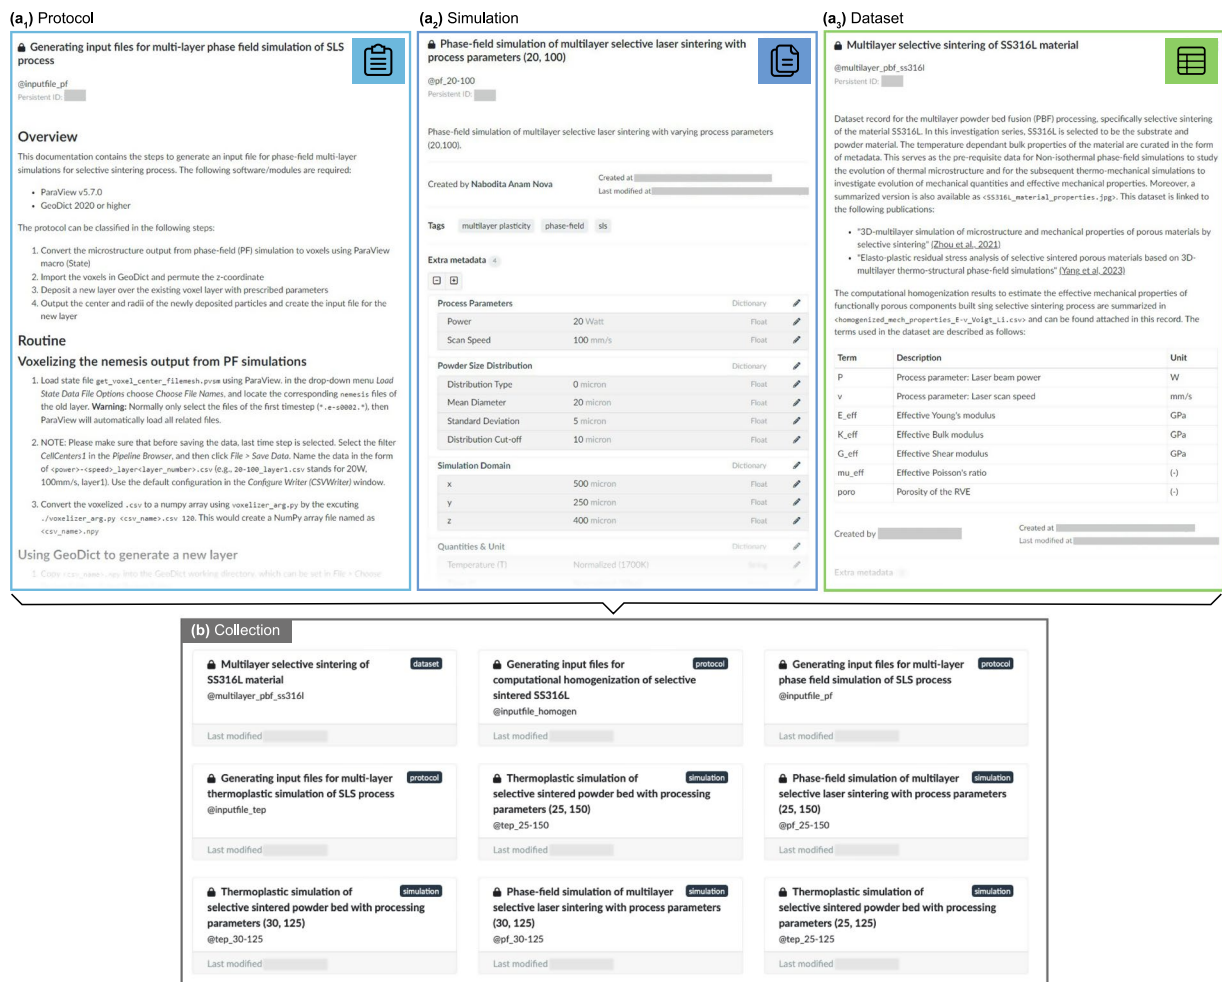 (a1) Protocol
Generating input files for multi-layer phase field simulation of SLS
process
@inputfile_pf
Persistent ID:
Overview
This documentation contains the steps to generate an input file for phase-field multi-layer
simulations for selective sintering process. The following software/modules are required:
• ParaView v5.7.0
• GeoDict 2020 or higher
The protocol can be classified in the following steps:
1. Convert the microstructure output from phase-field (PF) simulation to voxels using ParaView
macro (State)
2. Import the voxels in GeoDict and permute the z-coordinate
3. Deposit a new layer over the existing voxel layer with prescribed parameters
4. Output the center and radii of the newly deposited particles and create the input file for the
new layer
Routine
Voxelizing the nemesis output from PF simulations
1. Load state file get_voxel_center_filemesh.pvsm using ParaView. in the drop-down menu Load
State Data File Options choose Choose File Names, and locate the corresponding nemesis files of
the old layer. Warning: Normally only select the files of the first timestep (*.e-s0002.*), then
ParaView will automatically load all related files.
2. NOTE: Please make sure that before saving the data, last time step is selected. Select the filter
CellCenters1 in the Pipeline Browser, and then click File > Save Data. Name the data in the form
of <power>-<speed>_layer<layer_number>.csv (e.g., 20-100_layer1.csv stands for 20W,
100mm/s, layer1). Use the default configuration in the Configure Writer (CSVWriter) window.
3. Convert the voxelized .csv to a numpy array using voxelizer_arg.py by the excuting
./voxelizer_arg.py <csv_name>.csv 120. This would create a NumPy array file named as
<csv_name>.npy
Using GeoDict to generate a new layer
1. Copy <csv_name>.npy into the GeoDict working directory, which can be set in File > Choose
(a2) Simulation
Phase-field simulation of multilayer selective laser sintering with
process parameters (20, 100)
@pf_20-100
Persistent ID:
Phase-field simulation of multilayer selective laser sintering with varying process parameters
(20,100).
Created by Nabodita Anam Nova
Created at
Last modified at
Tags multilayer plasticity phase-field sls
Extra metadata 4
Process Parameters Dictionary
Power 20 Watt Float
Scan Speed 100 mm/s Float
Powder Size Distribution Dictionary
Distribution Type 0 micron Float
Mean Diameter 20 micron Float
Standard Deviation 5 micron Float
Distribution Cut-off 10 micron Float
Simulation Domain Dictionary
x 500 micron Float
y 250 micron Float
z 400 micron Float
Quantities & Unit Dictionary
Temperature (T) Normalized (1700K) String
(a3) Dataset
Multilayer selective sintering of SS316L material
@multilayer_pbf_ss316l
Persistent ID:
Dataset record for the multilayer powder bed fusion (PBF) processing, specifically selective sintering
of the material SS316L. In this investigation series, SS316L is selected to be the substrate and
powder material. The temperature dependant bulk properties of the material are curated in the form
of metadata. This serves as the pre-requisite data for Non-isothermal phase-field simulations to study
the evolution of thermal microstructure and for the subsequent thermo-mechanical simulations to
investigate evolution of mechanical quantities and effective mechanical properties. Moreover, a
summarized version is also available as <SS316L_material_properties.jpg>. This dataset is linked to
the following publications:
• "3D-multilayer simulation of microstructure and mechanical properties of porous materials by
selective sintering" (Zhou et al., 2021)
• "Elasto-plastic residual stress analysis of selective sintered porous materials based on 3D-
multilayer thermo-structural phase-field simulations" (Yang et al, 2023)
The computational homogenization results to estimate the effective mechanical properties of
functionally porous components built sing selective sintering process are summarized in
<homogenized_mech_properties_E-v_Voigt_Li.csv> and can be found attached in this record. The
terms used in the dataset are described as follows:
Term Description Unit
P Process parameter: Laser beam power W
v Process parameter: Laser scan speed mm/s
E_eff Effective Young's modulus GPa
K_eff Effective Bulk modulus GPa
G_eff Effective Shear modulus GPa
mu_eff Effective Poisson's ratio (-)
poro Porosity of the RVE (-)
Created by
Created at
Last modified at
Extra metadata
(b) Collection
Multilayer selective sintering of dataset
SS316L material
@multilayer_pbf_ss316l
Last modified
Generating input files for protocol
computational homogenization of selective
sintered SS316L
@inputfile_homogen
Last modified
Generating input files for multi-layer protocol
phase field simulation of SLS process
@inputfile_pf
Last modified
Generating input files for multi-layer protocol
thermoplastic simulation of SLS process
@inputfile_tep
Last modified
Thermoplastic simulation of simulation
selective sintered powder bed with processing
parameters (25, 150)
@tep_25-150
Last modified
Phase-field simulation of multilayer simulation
selective laser sintering with process parameters
(25, 150)
@pf_25-150
Last modified
Thermoplastic simulation of simulation
selective sintered powder bed with processing
parameters (30, 125)
@tep_30-125
Last modified
Phase-field simulation of multilayer simulation
selective laser sintering with process parameters
(30, 125)
@pf_30-125
Last modified
Thermoplastic simulation of simulation
selective sintered powder bed with processing
parameters (25, 125)
@tep_25-125
Last modified